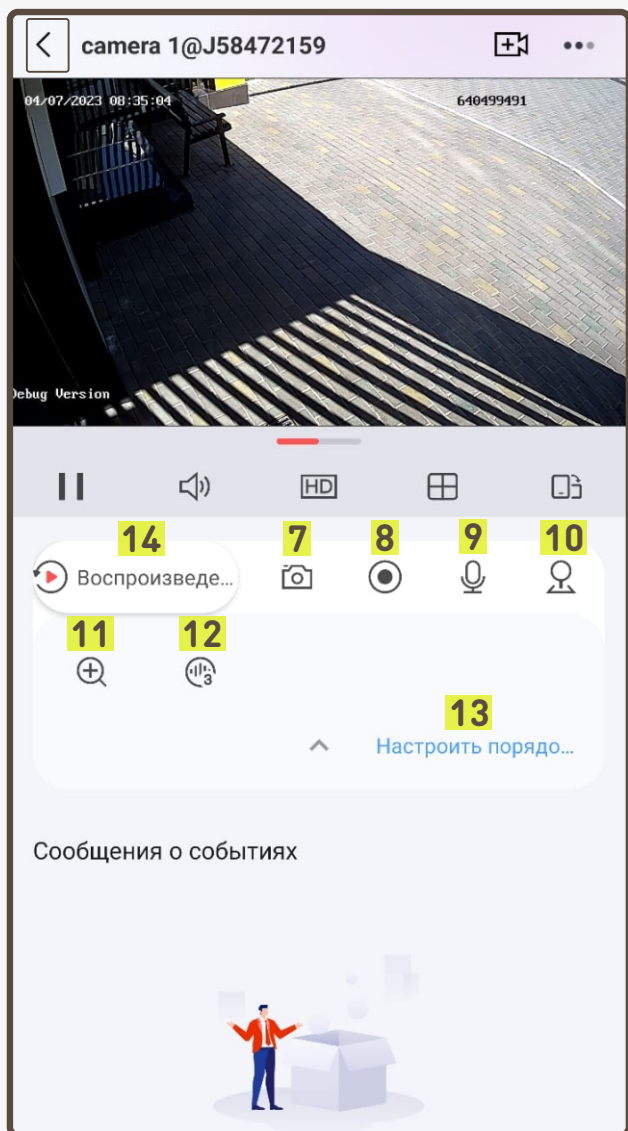 camera 1@J58472159
04/07/2023 08:35:04 640499491
Debug Version
HD
14 7 8 9 10
Воспроизведе...
11 12
3
13
Настроить порядо...
Сообщения о событиях